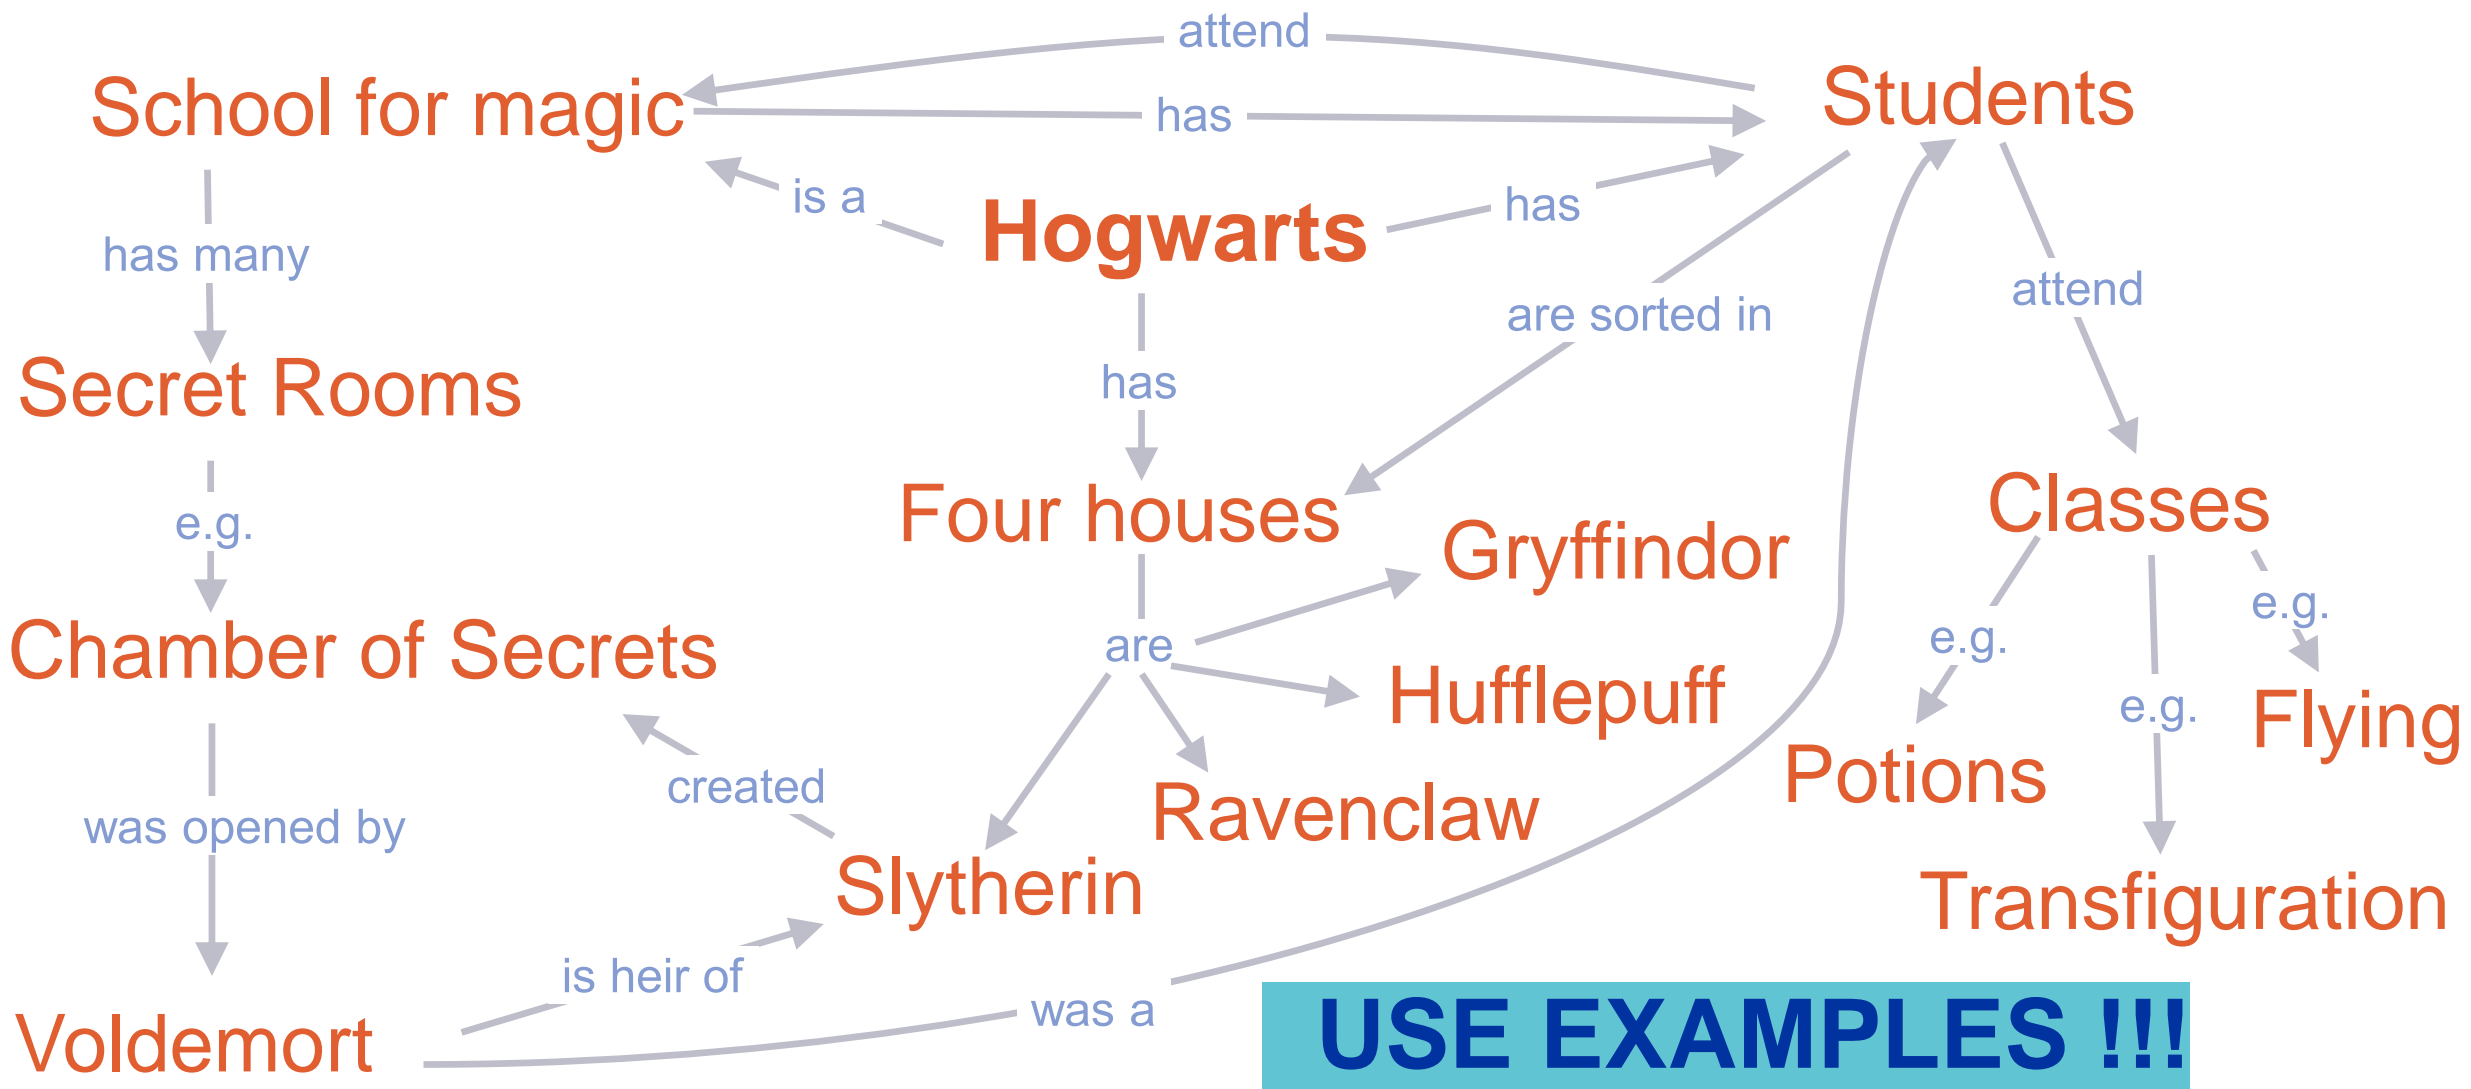 attend
School for magic
has
Students
is a
Hogwarts
has
has many
are sorted in
attend
Secret Rooms
has
e.g.
Four houses
Classes
Gryffindor
e.g.
Chamber of Secrets
are
e.g.
Hufflepuff
e.g.
Flying
created
Potions
was opened by
Ravenclaw
Slytherin
Transfiguration
is heir of
Voldemort
was a
USE EXAMPLES !!!